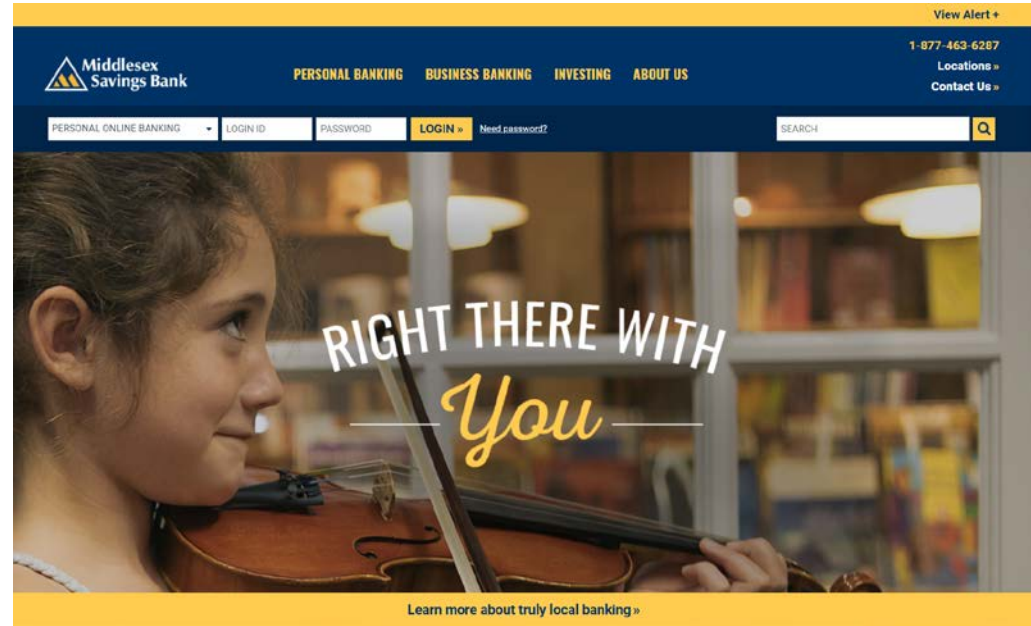 View Alert +
1-877-463-6287
Middlesex
Savings Bank
PERSONAL BANKING BUSINESS BANKING INVESTING ABOUT US
Locations »
Contact Us »
PERSONAL ONLINE BANKING LOGIN ID PASSWORD LOGIN » Need password? SEARCH
RIGHT THERE WITH
You
Learn more about truly local banking »